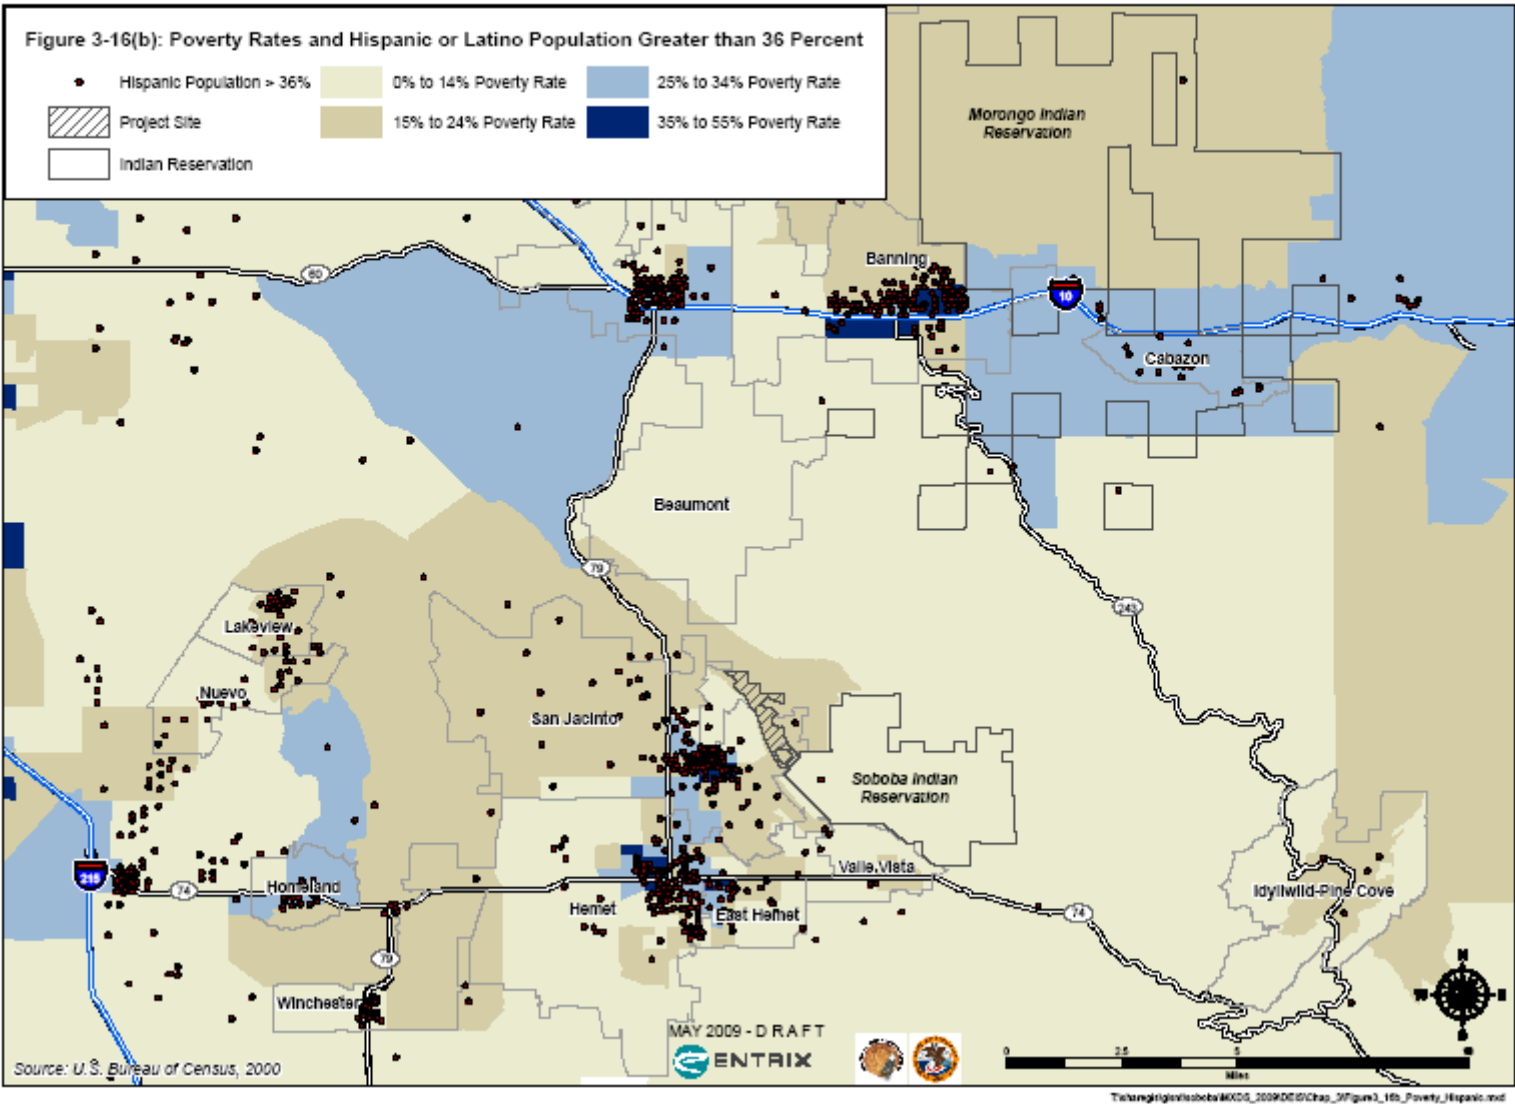 Figure 3-16(b): Poverty Rates and Hispanic or Latino Population Greater than 36 Percent
Hispanic Population > 36%
0% to 14% Poverty Rate
25% to 34% Poverty Rate
Project Site
15% to 24% Poverty Rate
35% to 55% Poverty Rate
Indian Reservation
Morongo Indian
Reservation
Banning
60
10
Cabazon
Beaumont
79
243
Lakeview
Nuevo
San Jacinto
Soboba Indian
Reservation
Valle Vista
215
74
Homeland
Hemet
East Hemet
74
Idyllwild-Pine Cove
79
Winchester
N
W
E
S
MAY 2009 - DRAFT
ENTRIX
0
2.5
5
10
Miles
Source: U.S. Bureau of Census, 2000